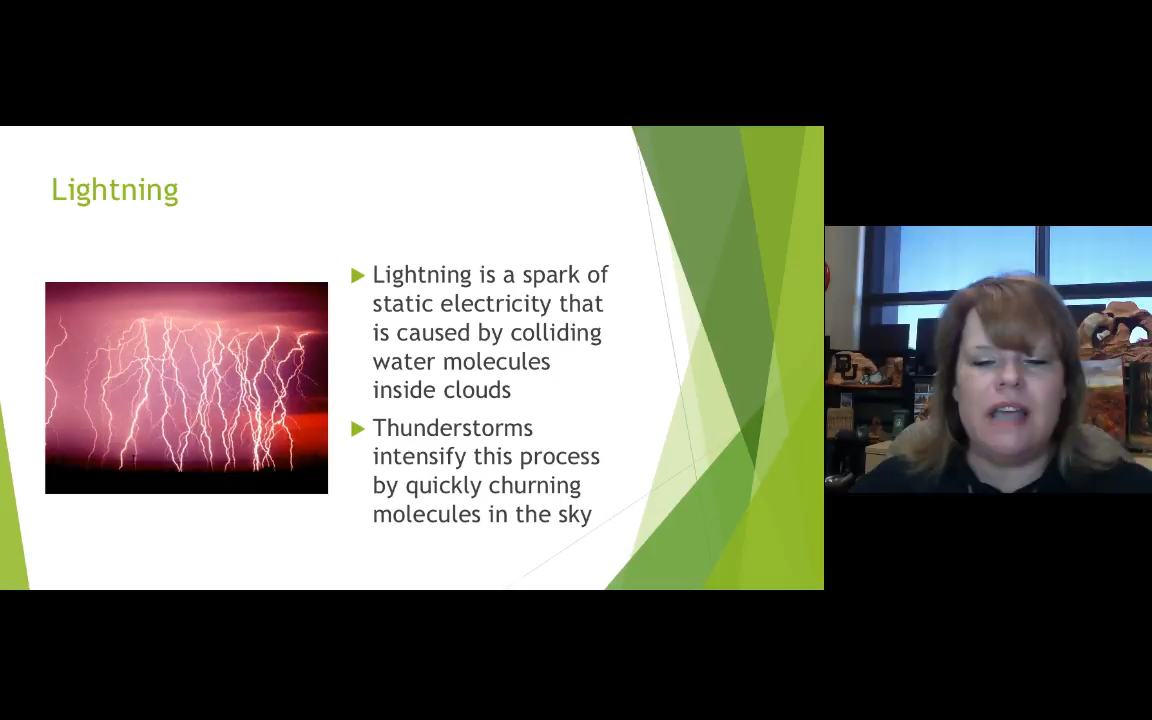 Lightning
Lightning is a spark of
static electricity that
is caused by colliding
water molecules
inside clouds
Thunderstorms
intensify this process
by quickly churning
molecules in the sky